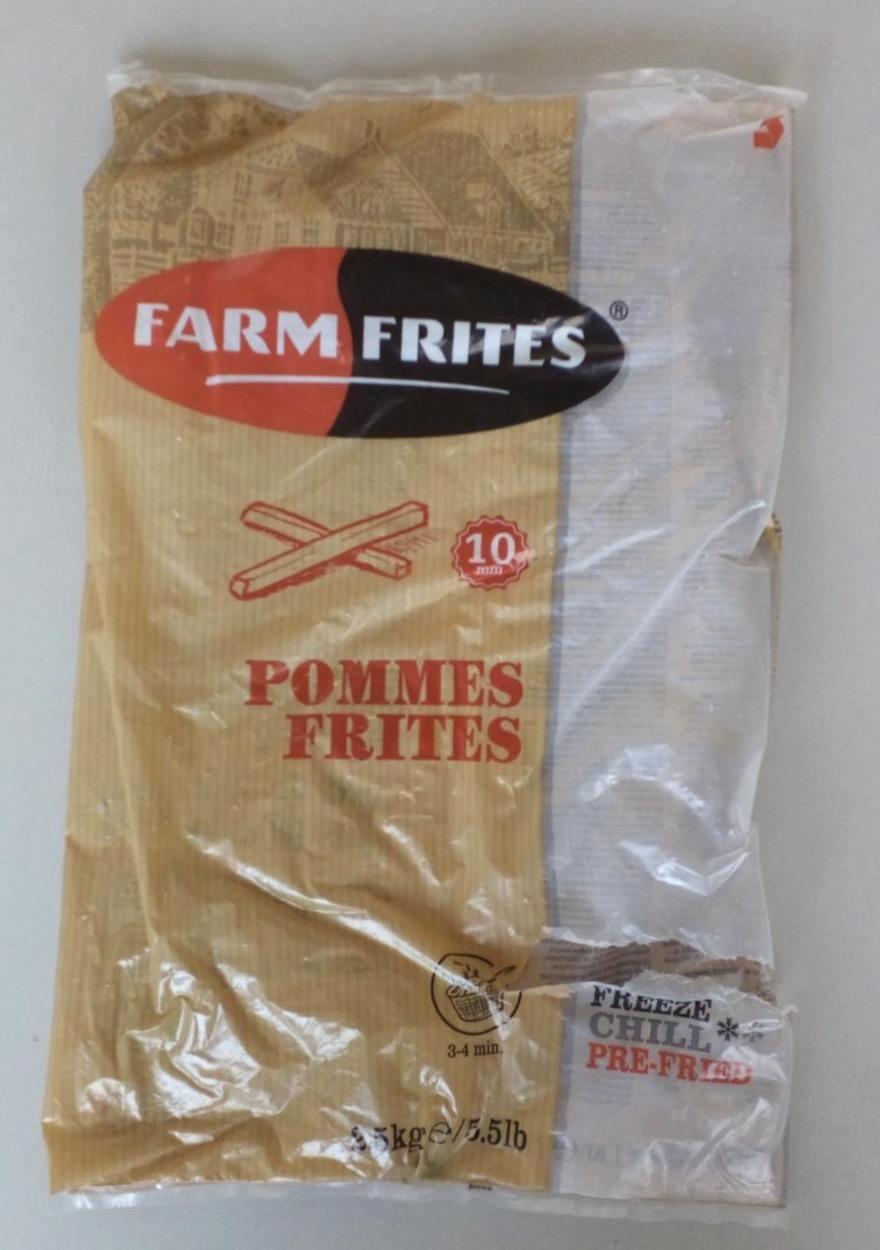 FARM FRITES ®
10
mm
POMMES
FRITES
3-4 min.
2.5kg℮/5.5lb
FREEZE
CHILL **
PRE-FRIED